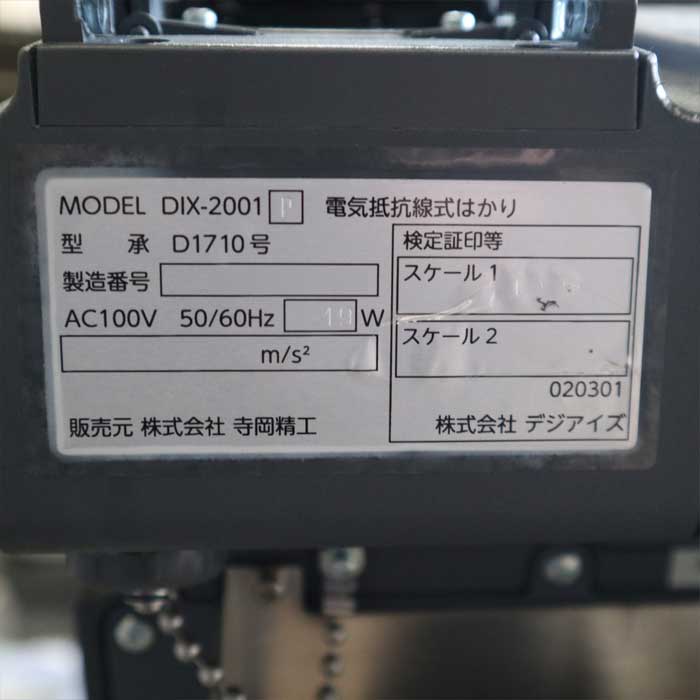 MODEL DIX-2001 P 電気抵抗線式はかり
型 承 D1710号
製造番号
AC100V 50/60Hz 19 W
m/s²
販売元 株式会社 寺岡精工
検定証印等
スケール1
スケール2
020301
株式会社 デジアイズ